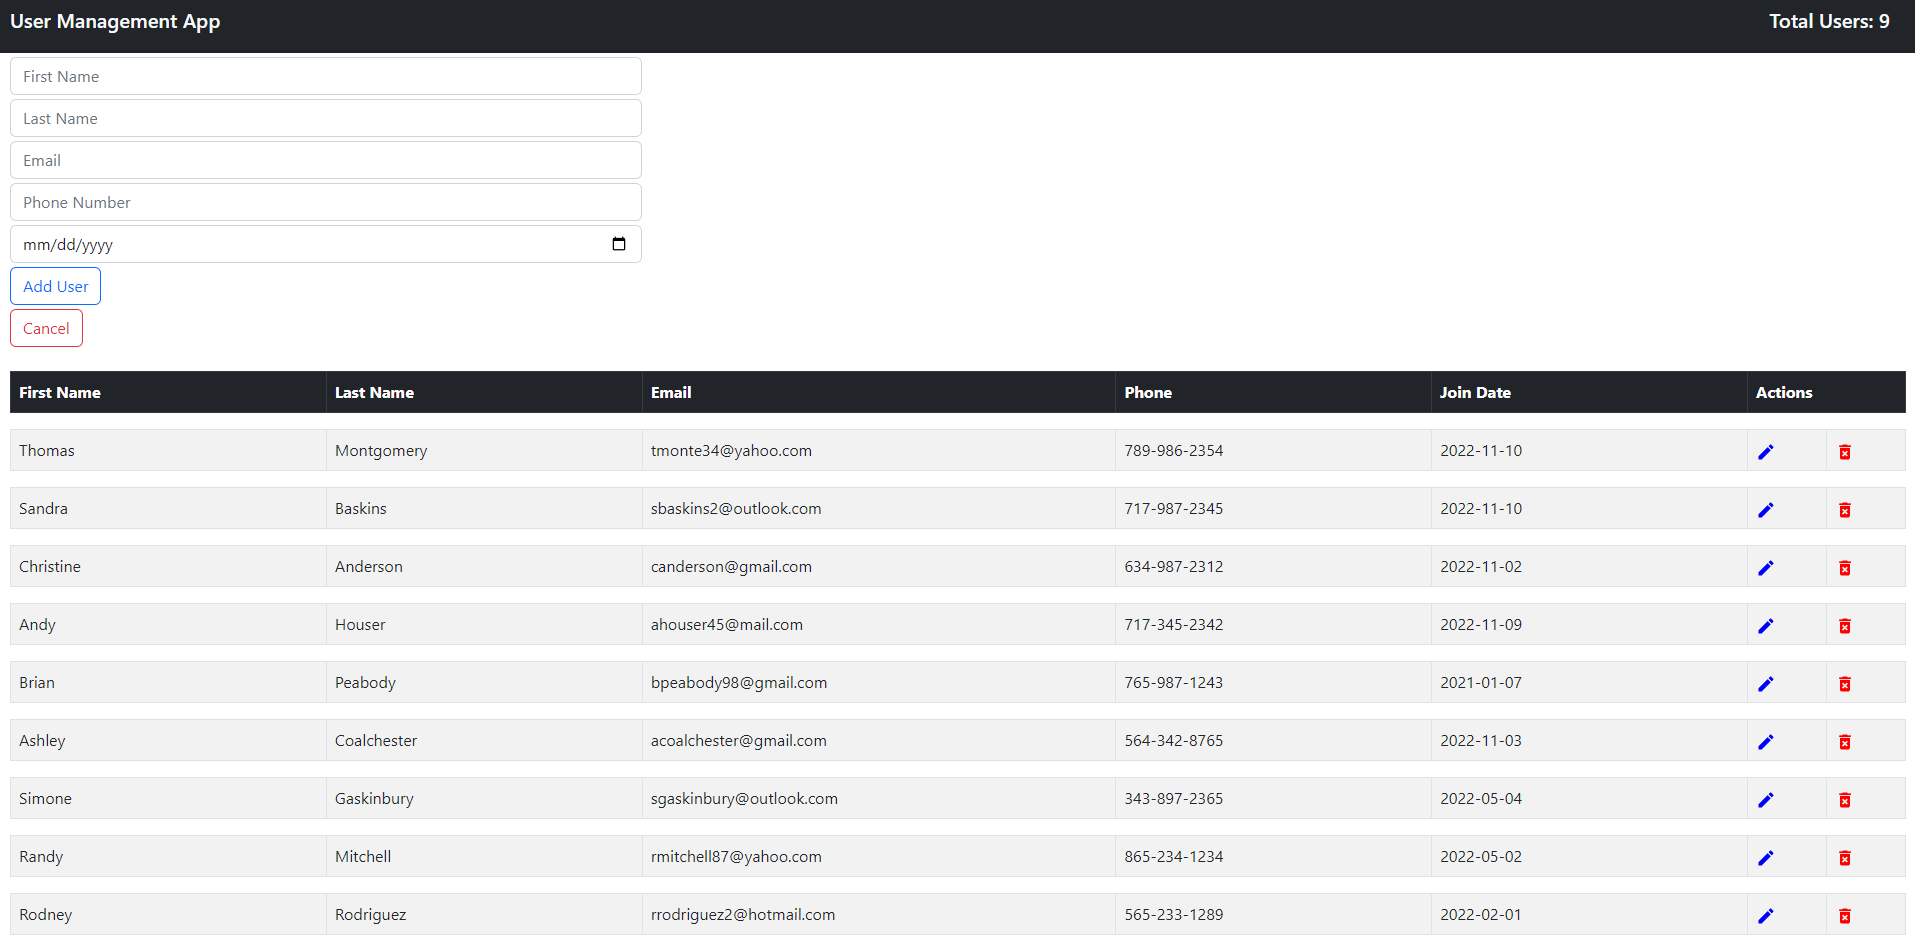 User Management App Total Users: 9
First Name
Last Name
Email
Phone Number
mm/dd/yyyy
Add User
Cancel
First Name Last Name Email Phone Join Date Actions
Thomas Montgomery tmonte34@yahoo.com 789-986-2354 2022-11-10
Sandra Baskins sbaskins2@outlook.com 717-987-2345 2022-11-10
Christine Anderson canderson@gmail.com 634-987-2312 2022-11-02
Andy Houser ahouser45@mail.com 717-345-2342 2022-11-09
Brian Peabody bpeabody98@gmail.com 765-987-1243 2021-01-07
Ashley Coalchester acoalchester@gmail.com 564-342-8765 2022-11-03
Simone Gaskinbury sgaskinbury@outlook.com 343-897-2365 2022-05-04
Randy Mitchell rmitchell87@yahoo.com 865-234-1234 2022-05-02
Rodney Rodriguez rrodriguez2@hotmail.com 565-233-1289 2022-02-01